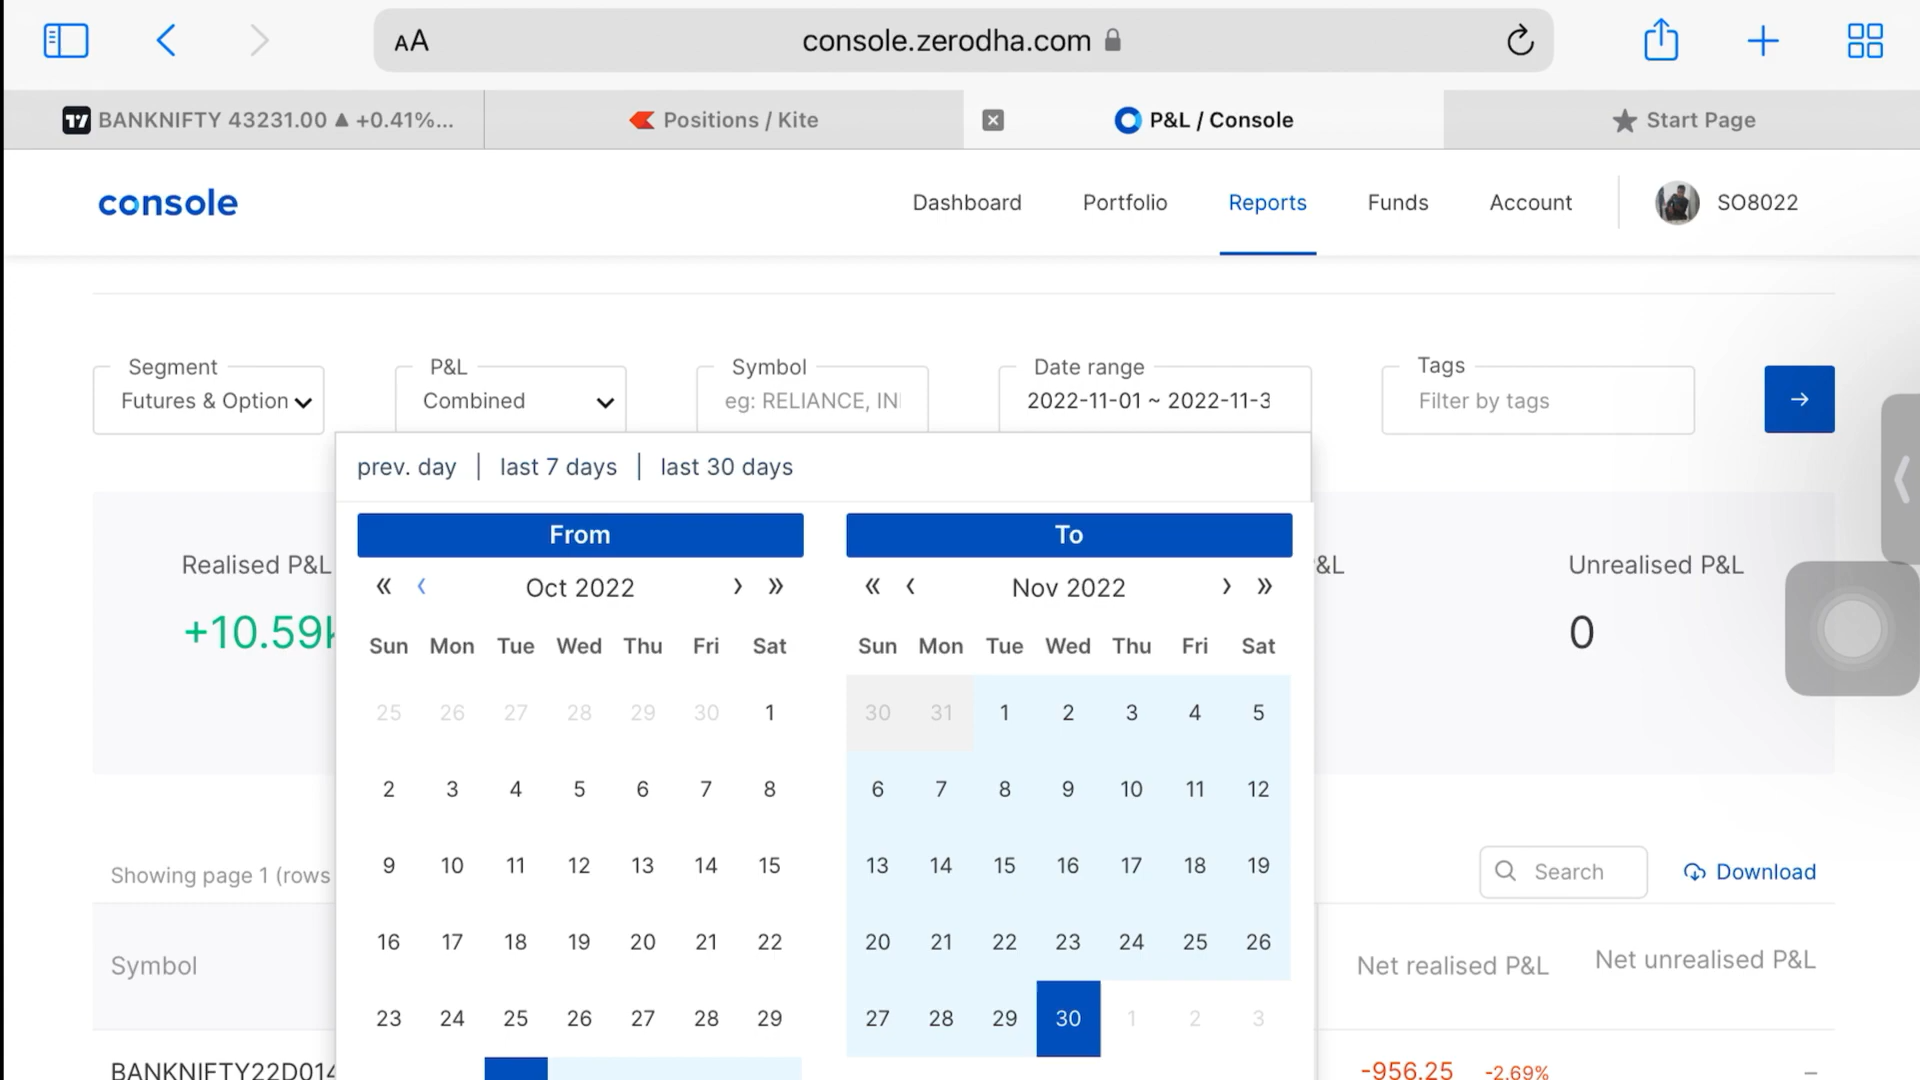 AA
console.zerodha.com
BANKNIFTY 43231.00 ▲ +0.41%...
Positions / Kite
P&L / Console
Start Page
console
Dashboard
Portfolio
Reports
Funds
Account
SO8022
Segment
P&L
Symbol
Date range
Tags
Futures & Option
Combined
eg: RELIANCE, IN
2022-11-01 ~ 2022-11-3
Filter by tags
prev. day | last 7 days | last 30 days
From
To
« ‹ Oct 2022 › »
« ‹ Nov 2022 › »
Sun Mon Tue Wed Thu Fri Sat
Sun Mon Tue Wed Thu Fri Sat
25 26 27 28 29 30 1
30 31 1 2 3 4 5
2 3 4 5 6 7 8
6 7 8 9 10 11 12
9 10 11 12 13 14 15
13 14 15 16 17 18 19
16 17 18 19 20 21 22
20 21 22 23 24 25 26
23 24 25 26 27 28 29
27 28 29 30 1 2 3
Realised P&L
+10.59k
&L
Unrealised P&L
0
Showing page 1 (rows
Search
Download
Symbol
Net realised P&L
Net unrealised P&L
BANKNIFTY22D014
-956.25 -2.69% –